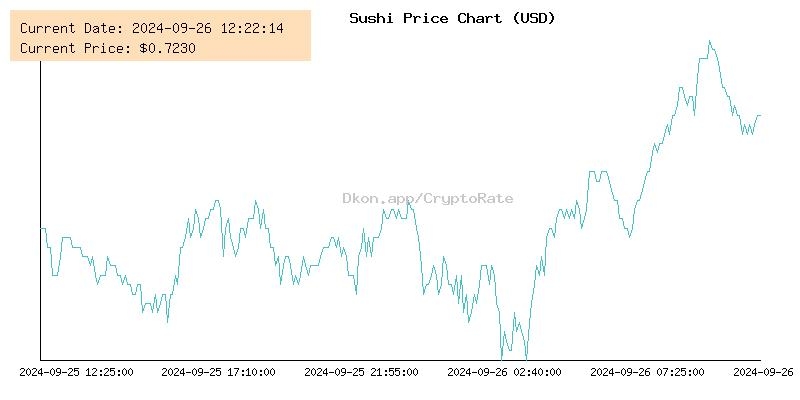 Sushi Price Chart (USD)
Current Date: 2024-09-26 12:22:14
Current Price: $0.7230
Dkon.app/CryptoRate
2024-09-25 12:25:00 2024-09-25 17:10:00 2024-09-25 21:55:00 2024-09-26 02:40:00 2024-09-26 07:25:00 2024-09-26